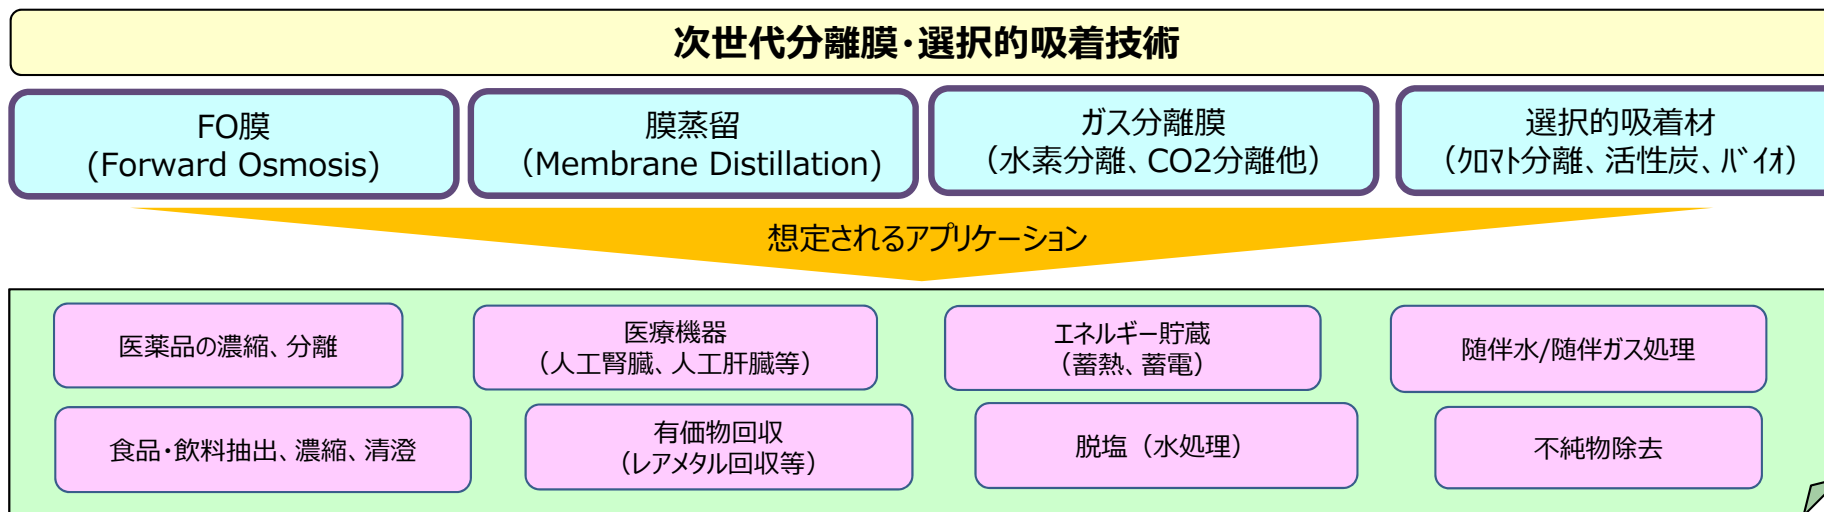 次世代分離膜・選択的吸着技術
FO膜
(Forward Osmosis)
膜蒸留
（Membrane Distillation)
ガス分離膜
（水素分離、CO2分離他）
選択的吸着材
（ｸﾛﾏﾄ分離、活性炭、ﾊﾞｲｵ）
想定されるアプリケーション
医薬品の濃縮、分離
医療機器
（人工腎臓、人工肝臓等）
エネルギー貯蔵
（蓄熱、蓄電）
随伴水/随伴ガス処理
食品・飲料抽出、濃縮、清澄
有価物回収
（レアメタル回収等）
脱塩（水処理）
不純物除去